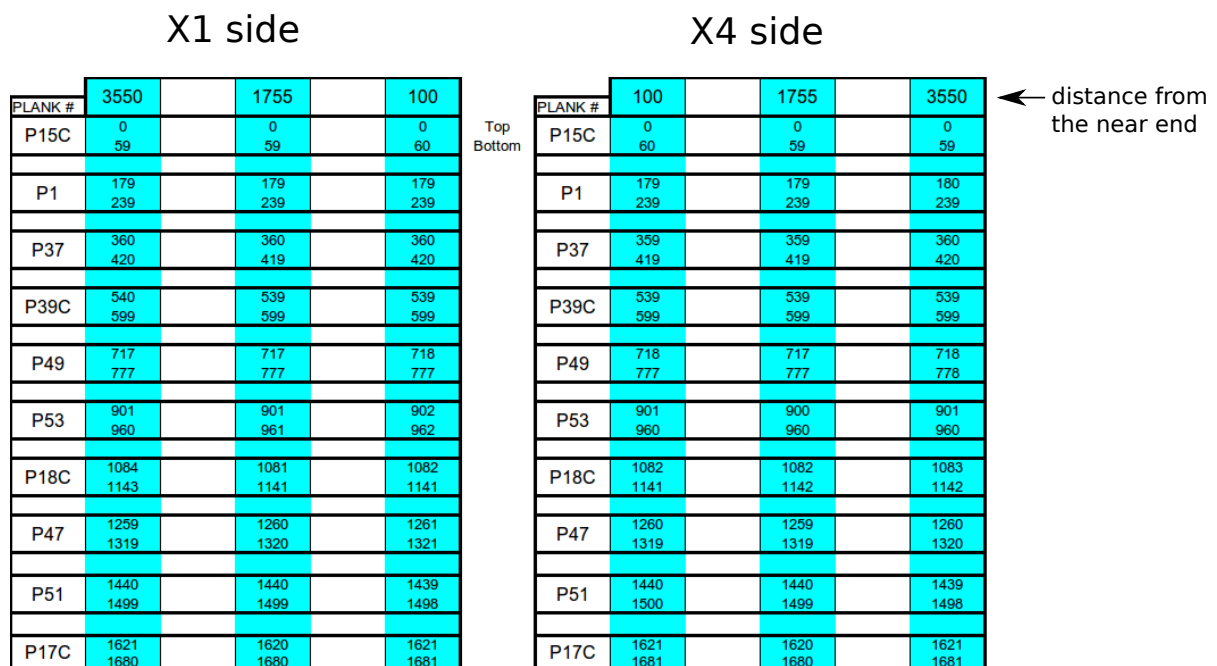 X1 side X4 side
3550 1755 100 100 1755 3550 distance from
PLANK # PLANK # the near end
P15C 0 0 0 Top P15C 0 0 0
59 59 60 Bottom 60 59 59
P1 179 179 179 P1 179 179 180
239 239 239 239 239 239
P37 360 360 360 P37 359 359 360
420 419 420 419 419 420
P39C 540 539 539 P39C 539 539 539
599 599 599 599 599 599
P49 717 717 718 P49 718 717 718
777 777 777 777 777 778
P53 901 901 902 P53 901 900 901
960 961 962 960 960 960
P18C 1084 1081 1082 P18C 1082 1082 1083
1143 1141 1141 1141 1142 1142
P47 1259 1260 1261 P47 1260 1259 1260
1319 1320 1321 1319 1319 1320
P51 1440 1440 1439 P51 1440 1440 1439
1499 1499 1498 1500 1499 1498
P17C 1621 1620 1621 P17C 1621 1620 1621
1680 1680 1681 1681 1680 1681